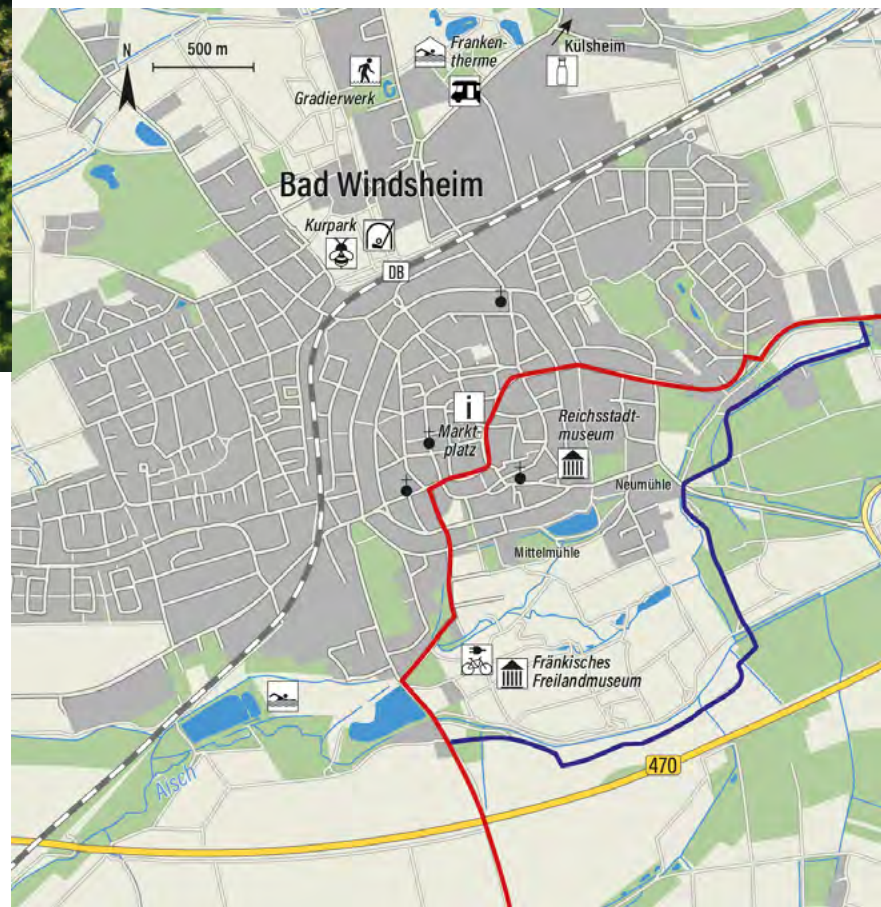 N
500 m
Franken-
therme
Külsheim
Gradierwerk
Bad Windsheim
Kurpark
DB
i
Markt-
platz
Reichsstadt-
museum
Neumühle
Mittelmühle
Fränkisches
Freilandmuseum
470
Aisch